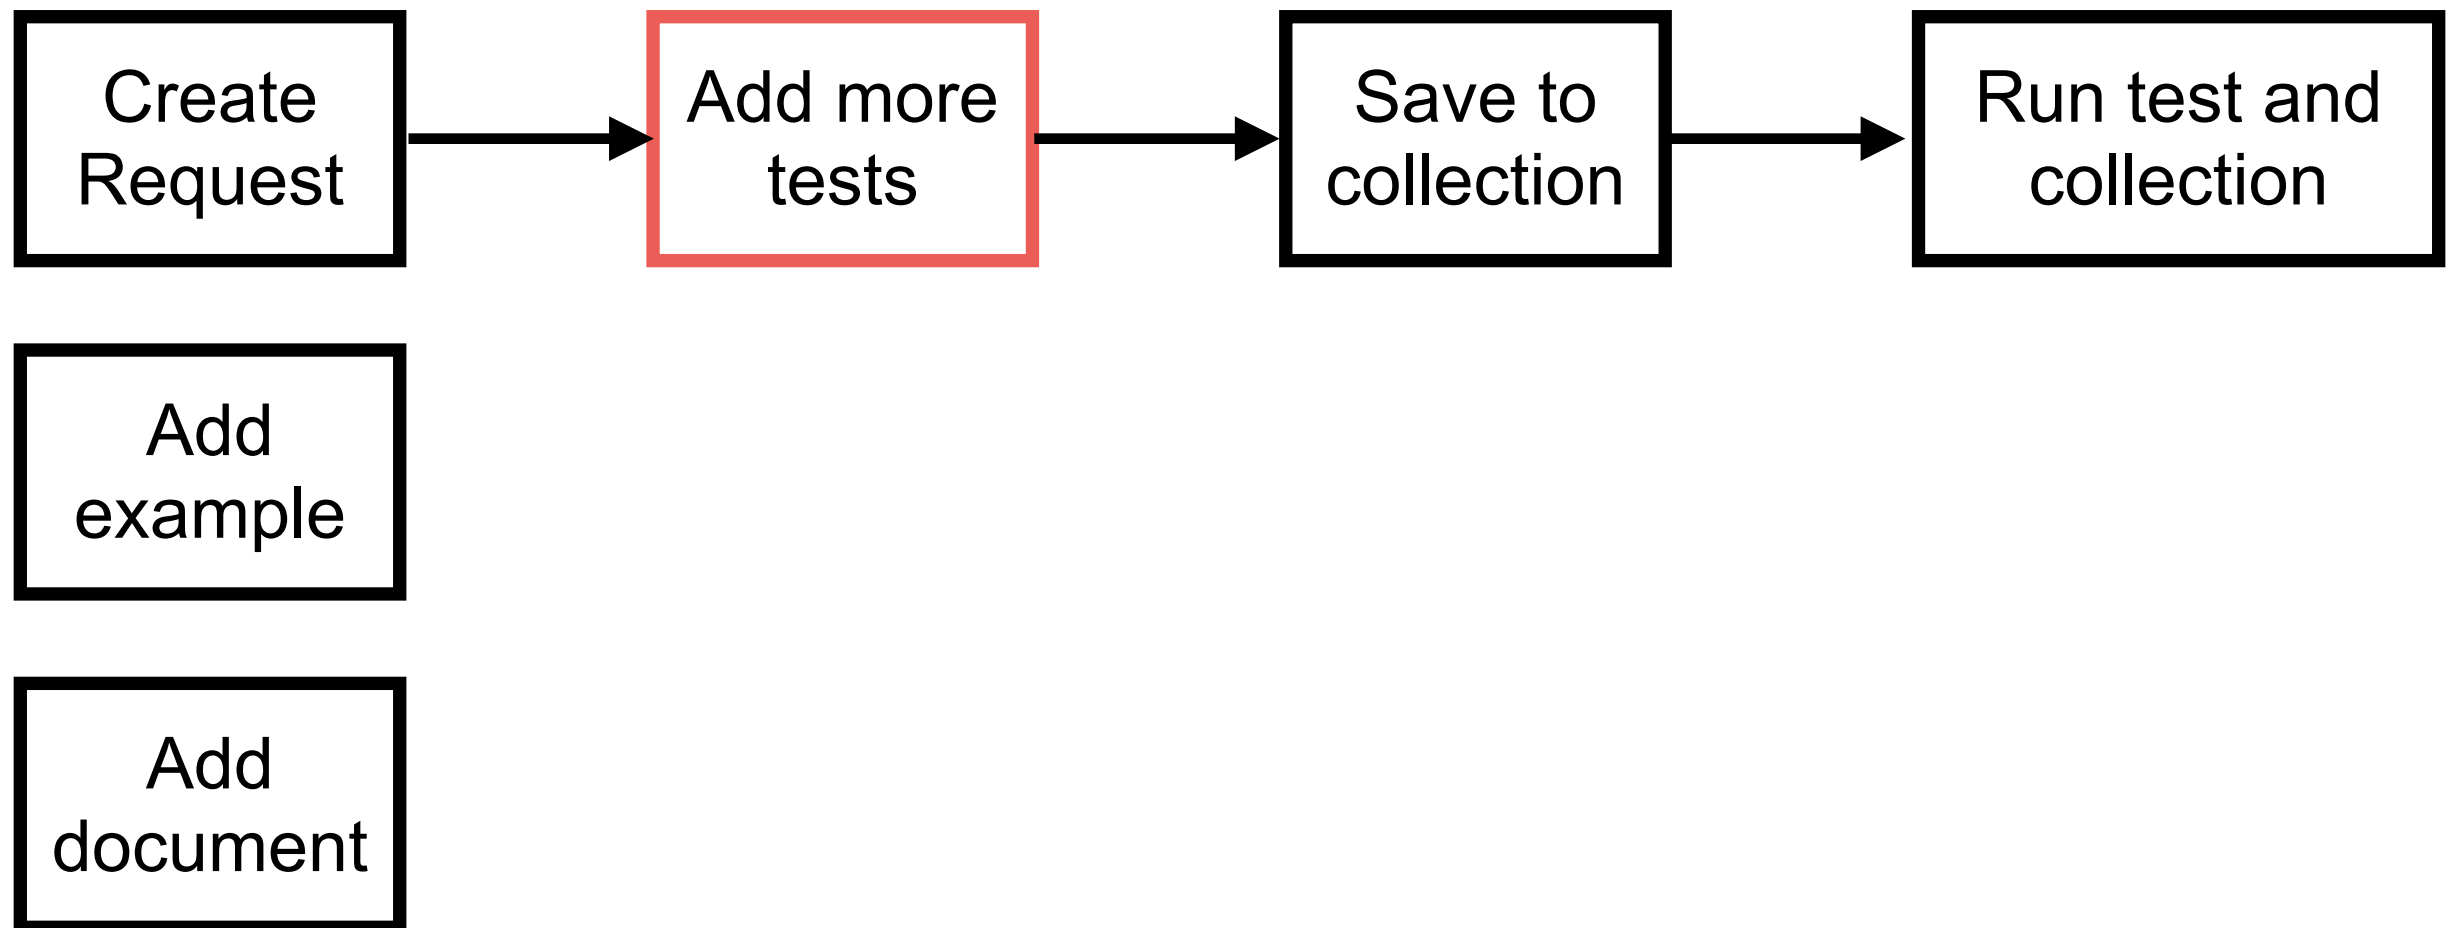 Create
Request
Add more
tests
Save to
collection
Run test and
collection
Add
example
Add
document